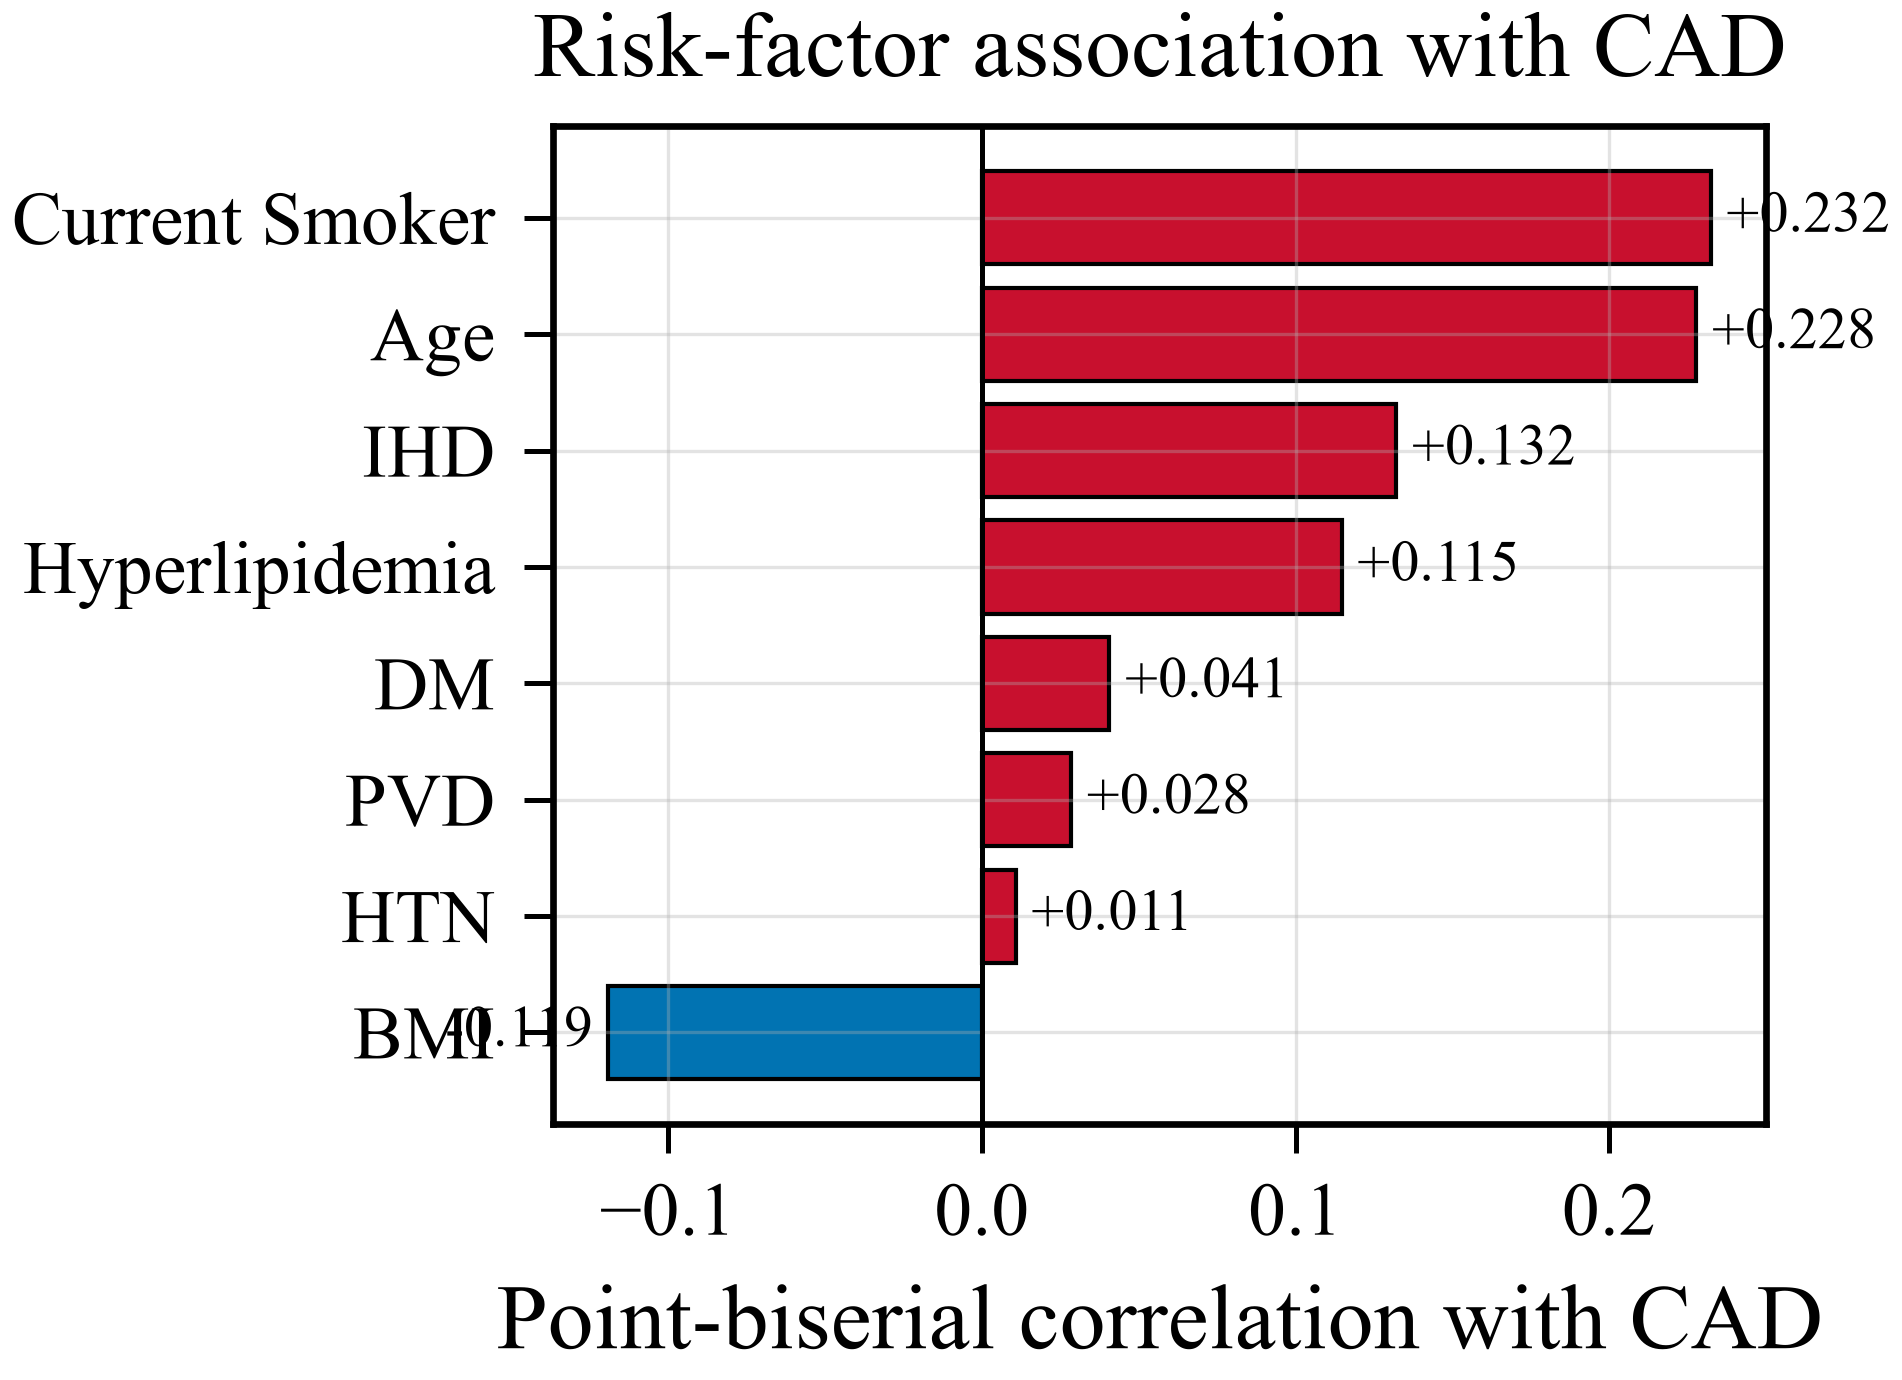 Risk-factor association with CAD
Current Smoker +0.232
Age +0.228
IHD +0.132
Hyperlipidemia +0.115
DM +0.041
PVD +0.028
HTN +0.011
BMI -0.119
−0.1 0.0 0.1 0.2
Point-biserial correlation with CAD